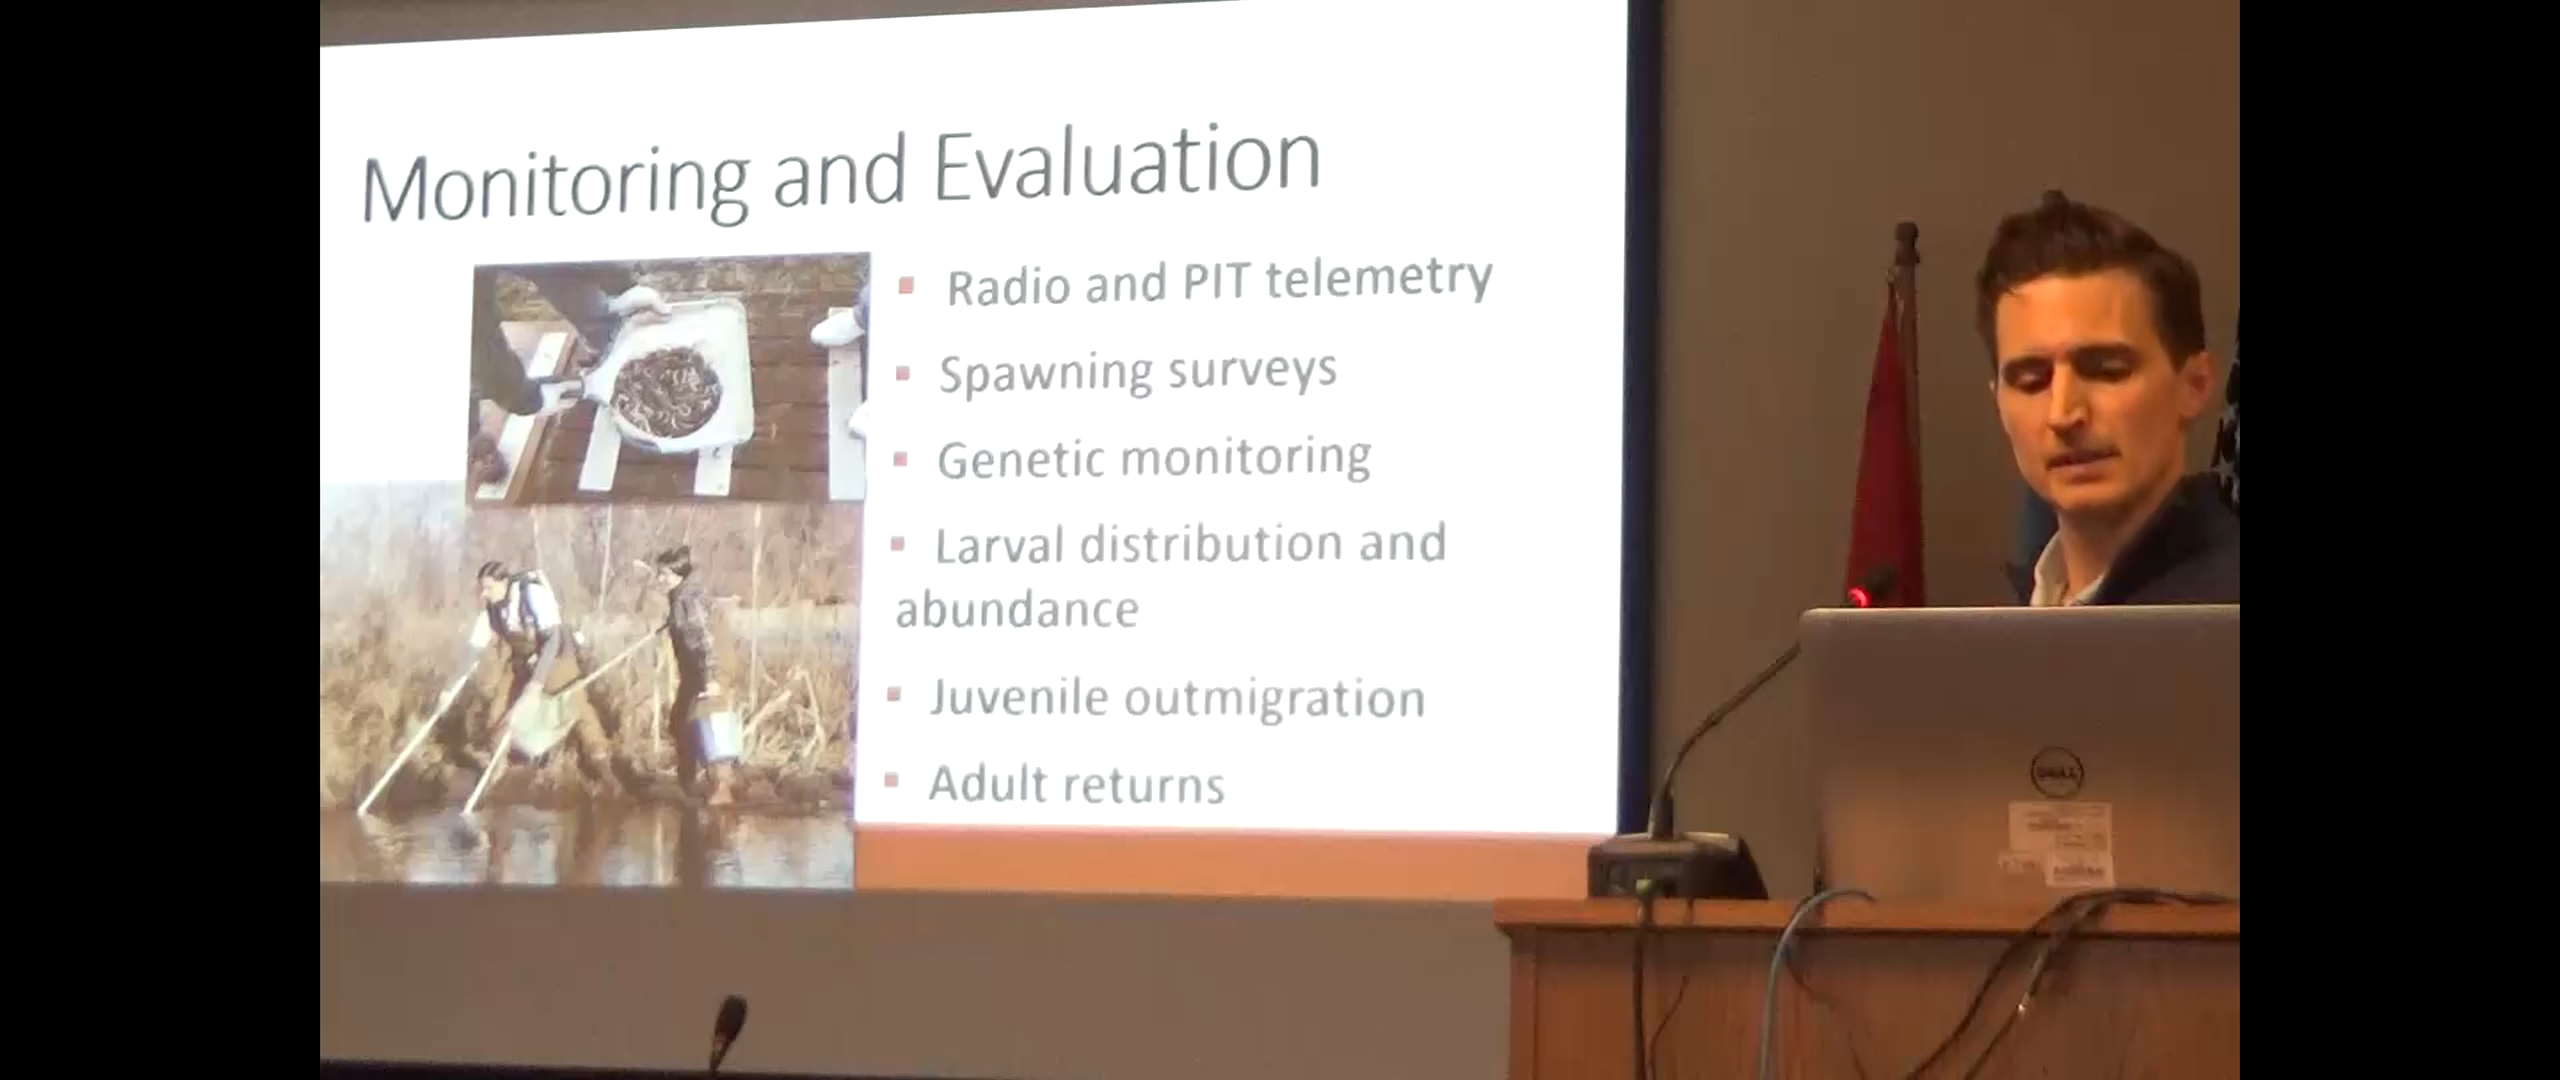 Monitoring and Evaluation
▪ Radio and PIT telemetry
▪ Spawning surveys
▪ Genetic monitoring
▪ Larval distribution and
abundance
▪ Juvenile outmigration
▪ Adult returns
DELL